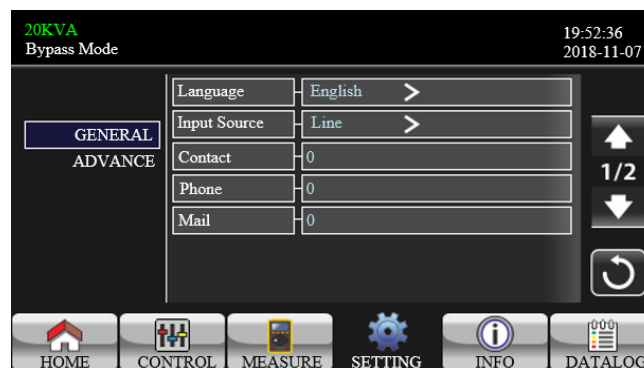 20KVA
Bypass Mode
19:52:36
2018-11-07
GENERAL
ADVANCE
Language English >
Input Source Line >
Contact 0
Phone 0
Mail 0
1/2
HOME CONTROL MEASURE SETTING INFO DATALOG